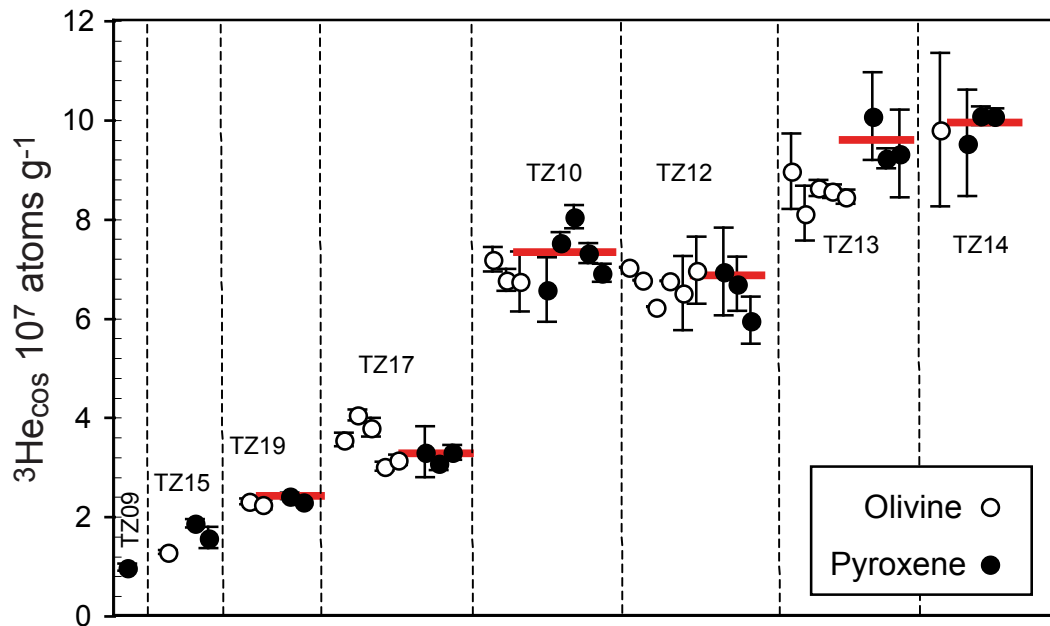 ³He_cos 10⁷ atoms g⁻¹
12
10
8
6
4
2
0
TZ09
TZ15
TZ19
TZ17
TZ10
TZ12
TZ13
TZ14
Olivine
Pyroxene